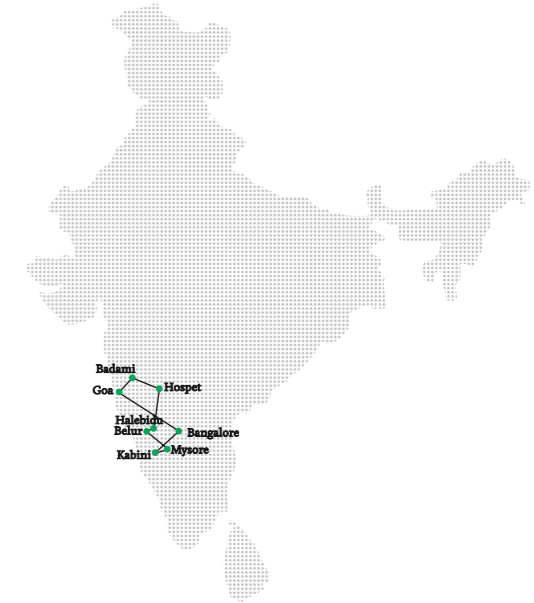 Badami
Goa
Hospet
Halebidu
Belur
Bangalore
Mysore
Kabini